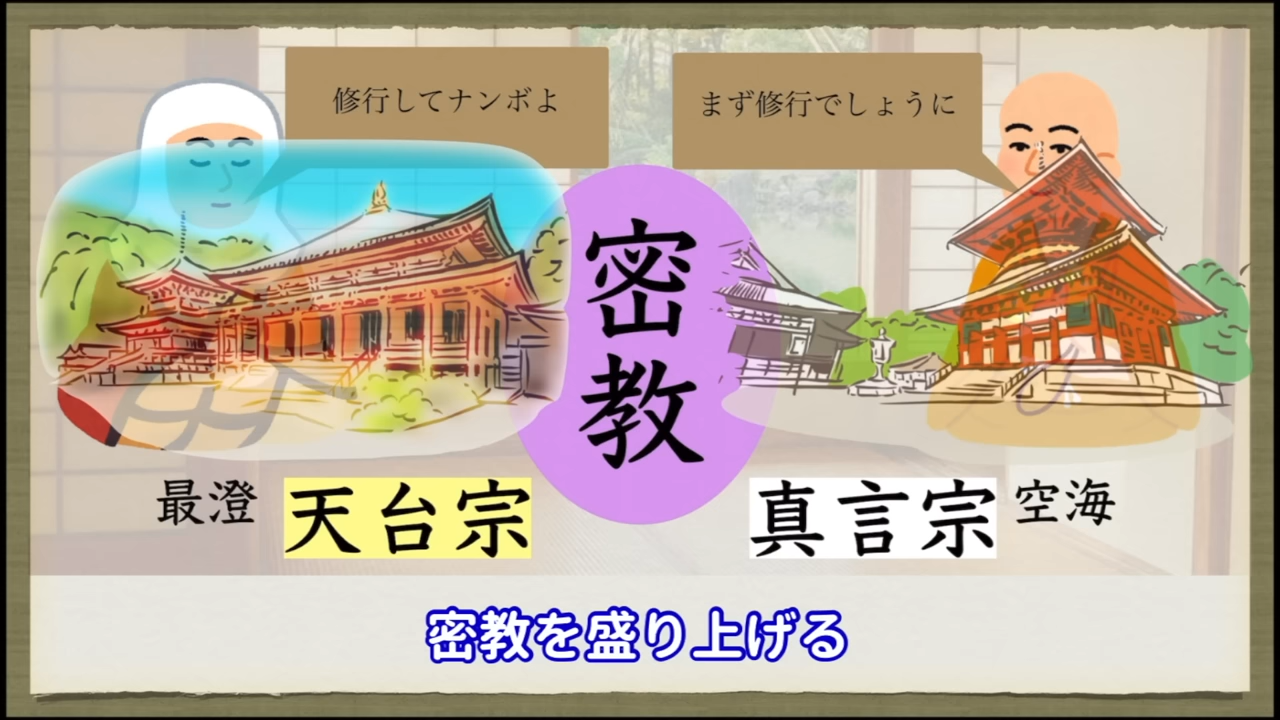 修行してナンボよ
まず修行でしょうに
密教
最澄
天台宗
真言宗
空海
密教を盛り上げる